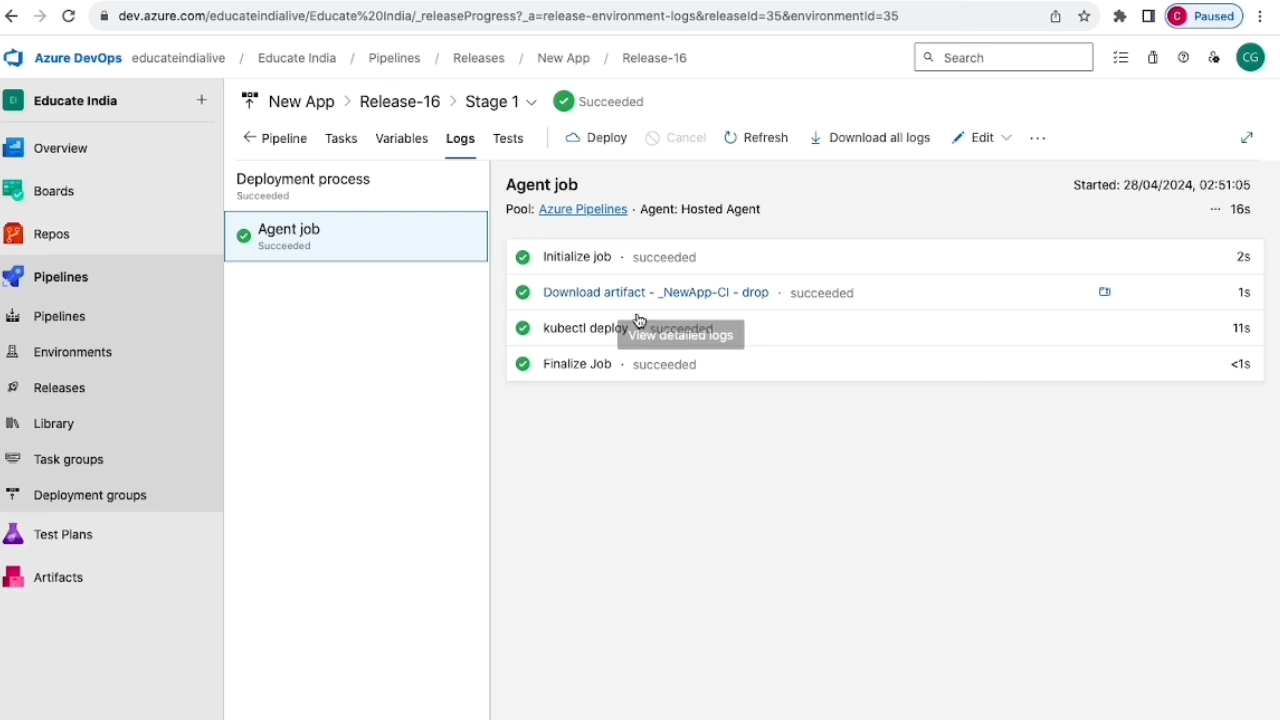 dev.azure.com/educateindialive/Educate%20India/_releaseProgress?_a=release-environment-logs&releaseId=35&environmentId=35
C Paused
Azure DevOps educateindialive / Educate India / Pipelines / Releases / New App / Release-16
Search
CG
EI Educate India +
New App > Release-16 > Stage 1 Succeeded
Pipeline Tasks Variables Logs Tests Deploy Cancel Refresh Download all logs Edit ...
Overview
Boards
Repos
Pipelines
Pipelines
Environments
Releases
Library
Task groups
Deployment groups
Test Plans
Artifacts
Deployment process
Succeeded
Agent job
Succeeded
Agent job Started: 28/04/2024, 02:51:05
Pool: Azure Pipelines · Agent: Hosted Agent ... 16s
Initialize job · succeeded 2s
Download artifact - _NewApp-CI - drop · succeeded 1s
kubectl deploy succeeded 11s
View detailed logs
Finalize Job · succeeded <1s